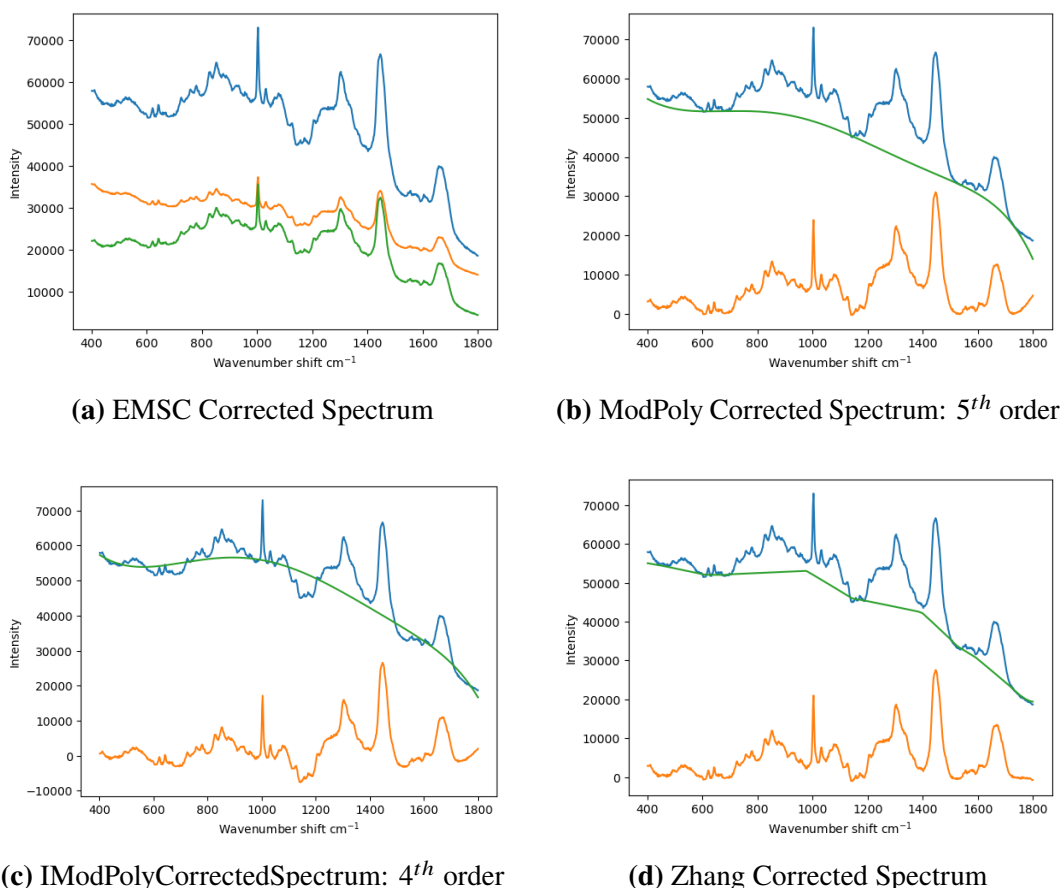 70000
60000
50000
40000
30000
20000
10000
Intensity
400 600 800 1000 1200 1400 1600 1800
Wavenumber shift cm⁻¹
(a) EMSC Corrected Spectrum
70000
60000
50000
40000
30000
20000
10000
0
Intensity
400 600 800 1000 1200 1400 1600 1800
Wavenumber shift cm⁻¹
(b) ModPoly Corrected Spectrum: 5ᵗʰ order
70000
60000
50000
40000
30000
20000
10000
0
−10000
Intensity
400 600 800 1000 1200 1400 1600 1800
Wavenumber shift cm⁻¹
(c) IModPolyCorrectedSpectrum: 4ᵗʰ order
70000
60000
50000
40000
30000
20000
10000
0
Intensity
400 600 800 1000 1200 1400 1600 1800
Wavenumber shift cm⁻¹
(d) Zhang Corrected Spectrum